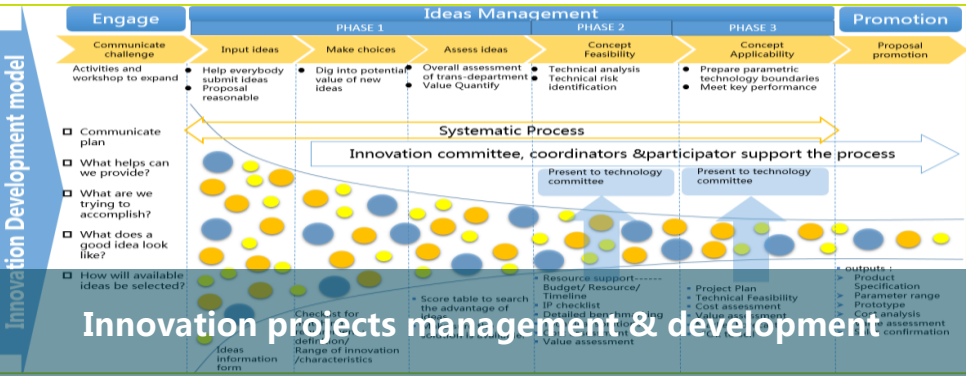 Engage
Ideas Management
Promotion
PHASE 1
PHASE 2
PHASE 3
Communicate
challenge
Input ideas
Make choices
Assess ideas
Concept
Feasibility
Concept
Applicability
Proposal
promotion
Activities and
workshop to expand
Help everybody
submit ideas
Proposal
reasonable
Dig into potential
value of new
ideas
Overall assessment
of trans-department
Value Quantify
Technical analysis
Technical risk
identification
Prepare parametric
technology boundaries
Meet key performance
Innovation Development model
Systematic Process
Innovation committee, coordinators &participator support the process
Present to technology
committee
Present to technology
committee
Communicate
plan
What helps can
we provide?
What are we
trying to
accomplish?
What does a
good idea look
like?
How will available
ideas be selected?
Ideas
Information
form
Checklist for
definition/
Range of innovation
/characteristics
Score table to search
the advantage of
Resource support------
Budget/ Resource/
Timeline
IP checklist
Detailed benchmarking
Value assessment
Project Plan
Technical Feasibility
Cost assessment
Value assessment
outputs :
Product
Specification
Parameter range
Prototype
Cost analysis
assessment
confirmation
Innovation projects management & development